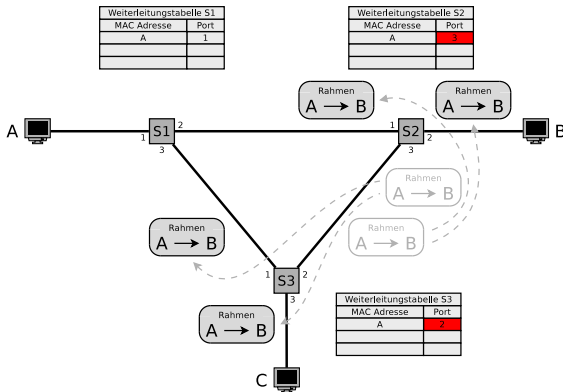 Weiterleitungstabelle S1
MAC Adresse Port
A 1
Weiterleitungstabelle S2
MAC Adresse Port
A 3
Rahmen
A → B
Rahmen
A → B
A
1 S1 2
3
1 S2 2
3
B
Rahmen
A → B
Rahmen
A → B
Rahmen
A → B
1 S3 2
3
Rahmen
A → B
Weiterleitungstabelle S3
MAC Adresse Port
A 2
C